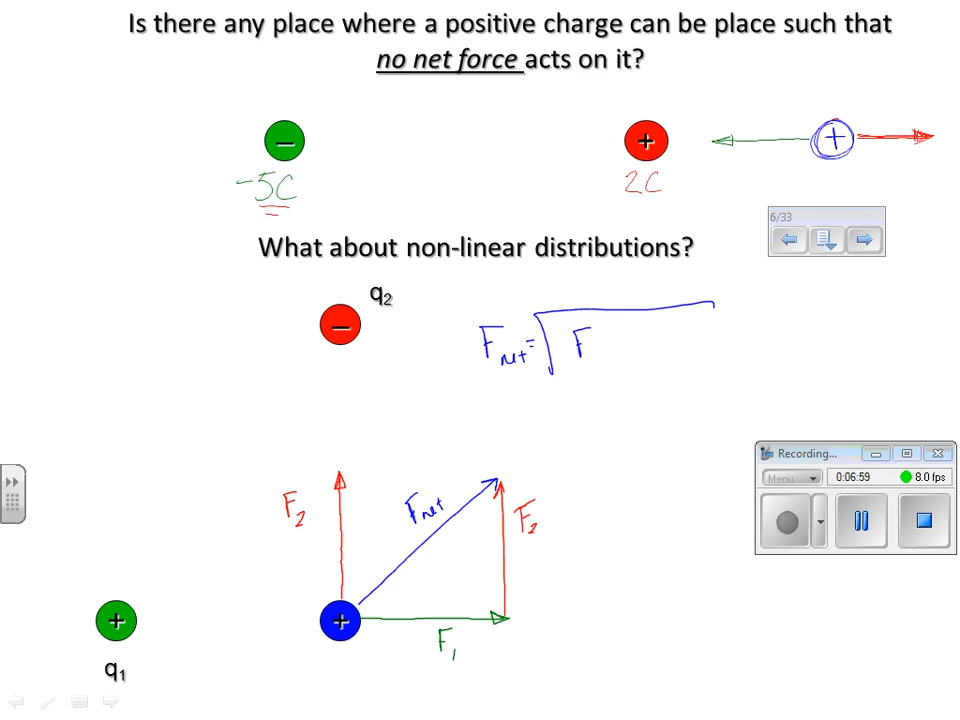 Is there any place where a positive charge can be place such that
no net force acts on it?
− + +
-5C 2C
6/33
What about non-linear distributions?
q₂
−
Fnet = √ F
Recording...
Menu 0:06:59 8.0 fps
F₂ Fnet F₂
+ +
F₁
q₁